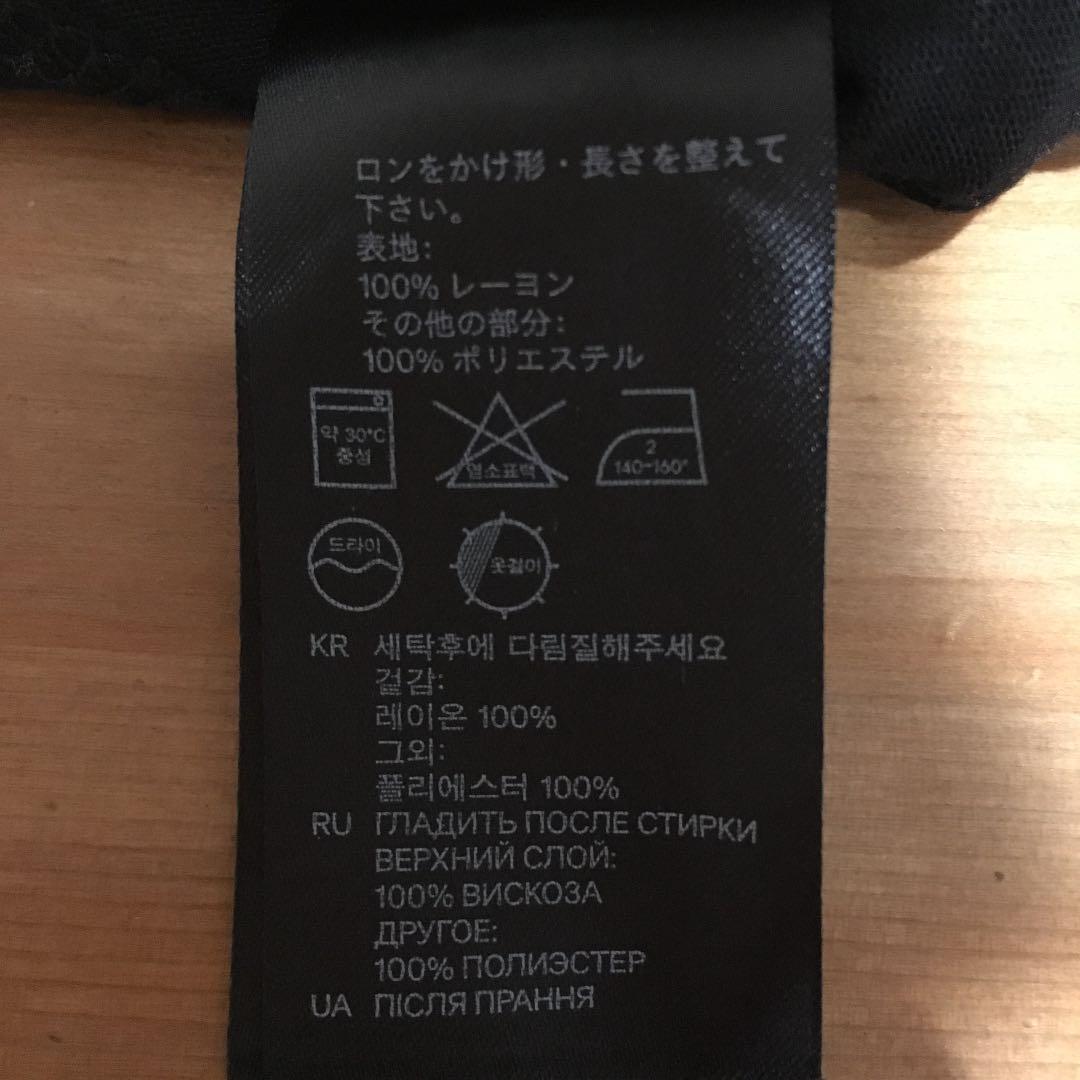 ロンをかけ形・長さを整えて
下さい。
表地:
100% レーヨン
その他の部分:
100% ポリエステル
약 30°C
중성
염소표백
2
140~160°
드라이
옷걸이
KR 세탁후에 다림질해주세요
겉감:
레이온 100%
그외:
폴리에스터 100%
RU ГЛАДИТЬ ПОСЛЕ СТИРКИ
ВЕРХНИЙ СЛОЙ:
100% ВИСКОЗА
ДРУГОЕ:
100% ПОЛИЭСТЕР
UA ПІСЛЯ ПРАННЯ